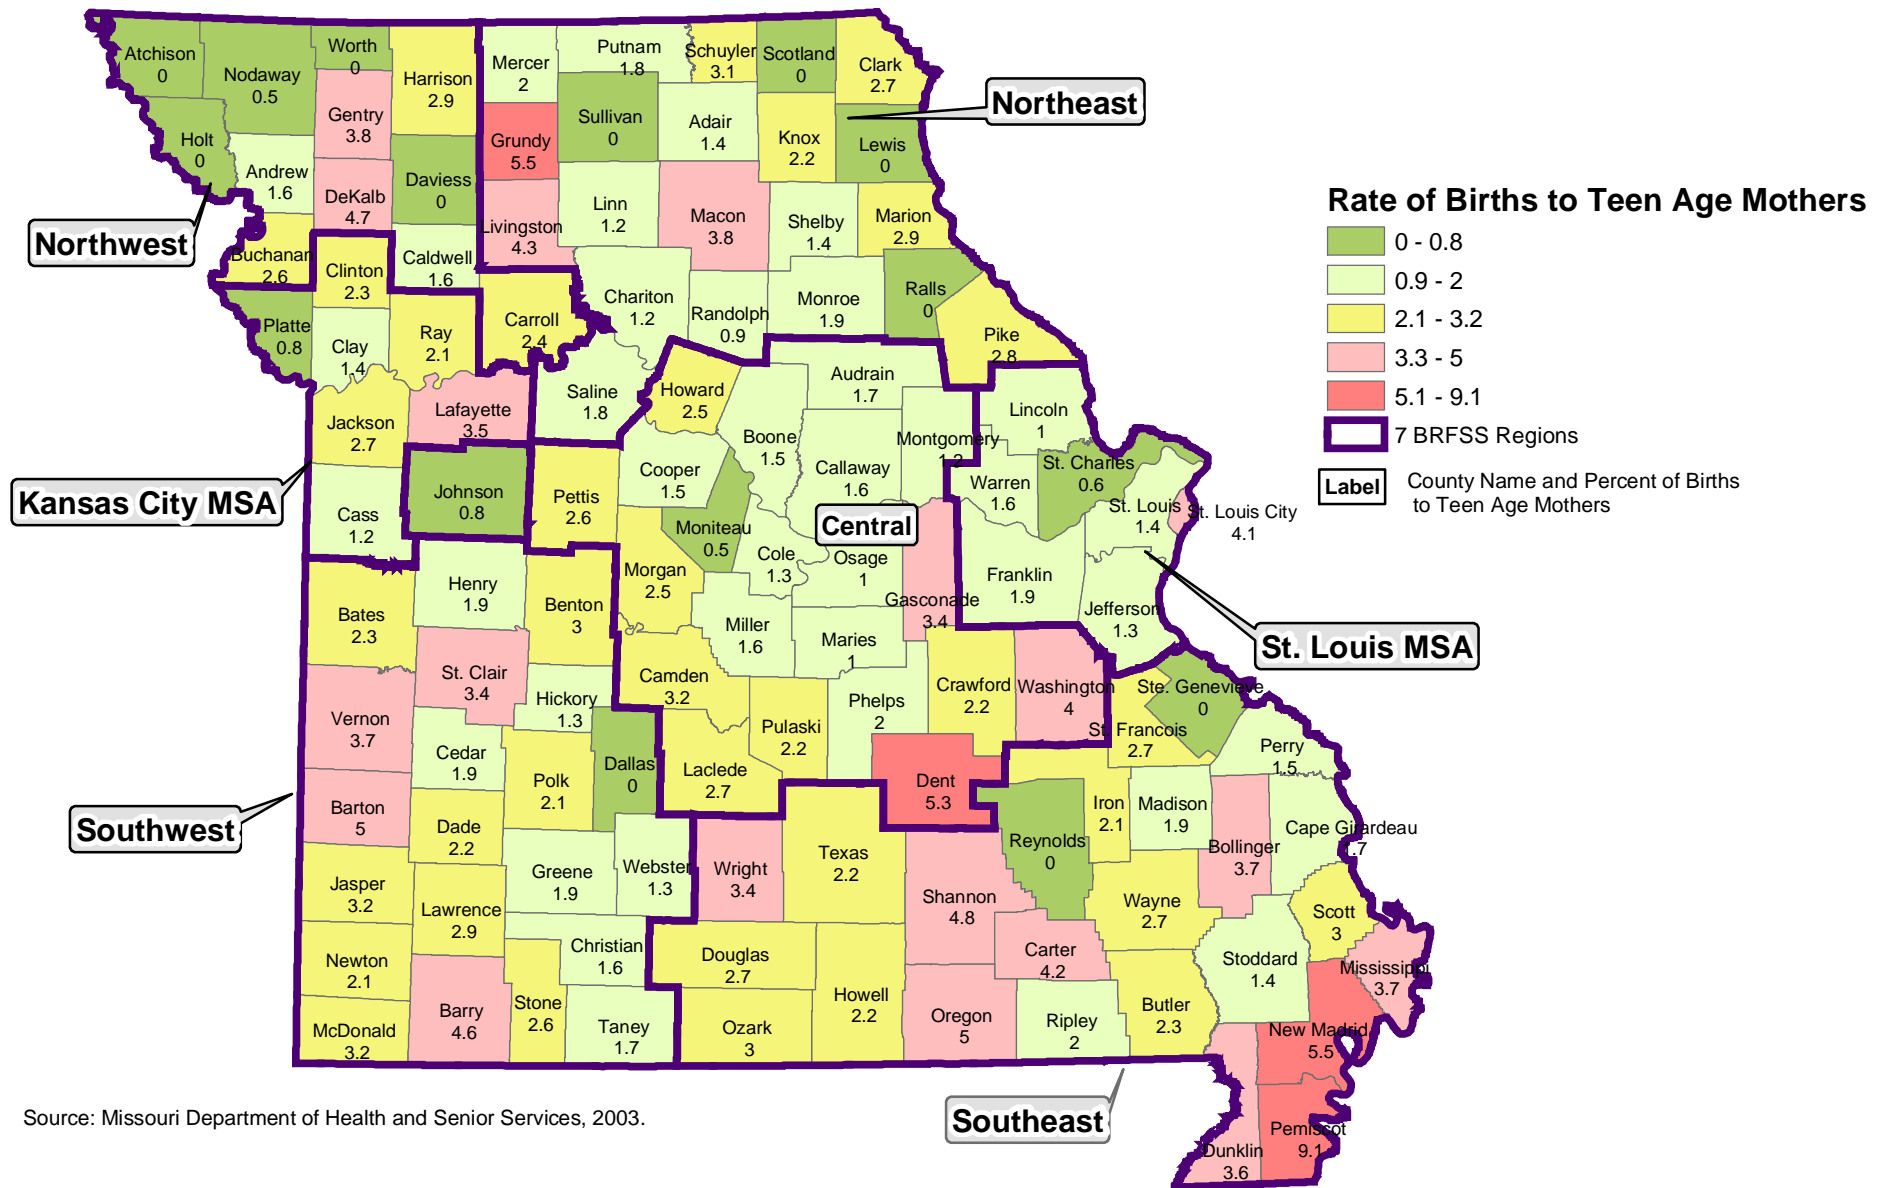 Atchison
0
Nodaway
0.5
Worth
0
Harrison
2.9
Mercer
2
Putnam
1.8
Schuyler
3.1
Scotland
0
Clark
2.7
Northeast
Gentry
3.8
Holt
0
Andrew
1.6
DeKalb
4.7
Daviess
0
Grundy
5.5
Sullivan
0
Adair
1.4
Knox
2.2
Lewis
0
Northwest
Buchanan
2.6
Clinton
2.3
Caldwell
1.6
Livingston
4.3
Linn
1.2
Macon
3.8
Shelby
1.4
Marion
2.9
Rate of Births to Teen Age Mothers
0 - 0.8
0.9 - 2
2.1 - 3.2
3.3 - 5
5.1 - 9.1
7 BRFSS Regions
Label
County Name and Percent of Births
to Teen Age Mothers
Platte
0.8
Clay
1.4
Ray
2.1
Carroll
2.4
Chariton
1.2
Randolph
0.9
Monroe
1.9
Ralls
0
Pike
2.8
Jackson
2.7
Lafayette
3.5
Saline
1.8
Howard
2.5
Audrain
1.7
Boone
1.5
Callaway
1.6
Montgomery
1.2
Lincoln
1
Kansas City MSA
Cass
1.2
Johnson
0.8
Pettis
2.6
Cooper
1.5
Moniteau
0.5
Central
Warren
1.6
St. Charles
0.6
St. Louis
1.4
St. Louis City
4.1
Bates
2.3
Henry
1.9
Benton
3
Morgan
2.5
Cole
1.3
Osage
1
Gasconade
3.4
Franklin
1.9
Jefferson
1.3
St. Louis MSA
Miller
1.6
Maries
1
Vernon
3.7
St. Clair
3.4
Hickory
1.3
Camden
3.2
Pulaski
2.2
Phelps
2
Crawford
2.2
Washington
4
Ste. Genevieve
0
St. Francois
2.7
Perry
1.5
Southwest
Barton
5
Cedar
1.9
Polk
2.1
Dallas
0
Laclede
2.7
Dent
5.3
Reynolds
0
Iron
2.1
Madison
1.9
Bollinger
3.7
Cape Girardeau
.7
Jasper
3.2
Dade
2.2
Greene
1.9
Webster
1.3
Wright
3.4
Texas
2.2
Shannon
4.8
Wayne
2.7
Scott
3
Newton
2.1
Lawrence
2.9
Christian
1.6
Douglas
2.7
Carter
4.2
Stoddard
1.4
Mississippi
3.7
McDonald
3.2
Barry
4.6
Stone
2.6
Taney
1.7
Ozark
3
Howell
2.2
Oregon
5
Ripley
2
Butler
2.3
New Madrid
5.5
Source: Missouri Department of Health and Senior Services, 2003.
Southeast
Dunklin
3.6
Pemiscot
9.1